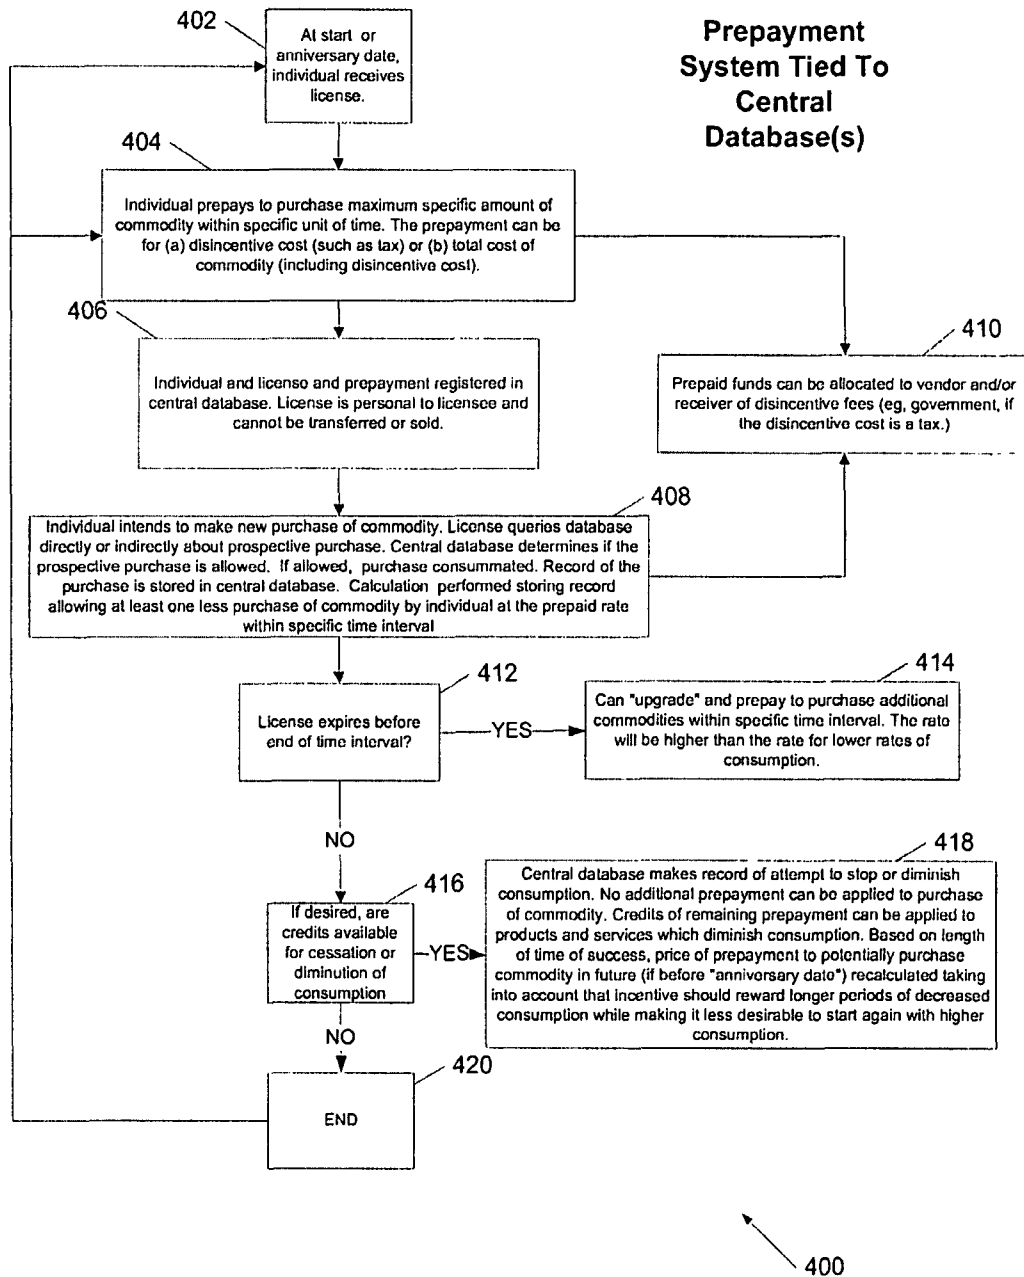 Prepayment
System Tied To
Central
Database(s)
402
At start or
anniversary date,
individual receives
license.
404
Individual prepays to purchase maximum specific amount of
commodity within specific unit of time. The prepayment can be
for (a) disincentive cost (such as tax) or (b) total cost of
commodity (including disincentive cost).
406
Individual and license and prepayment registered in
central database. License is personal to licensee and
cannot be transferred or sold.
410
Prepaid funds can be allocated to vendor and/or
receiver of disincentive fees (eg, government, if
the disincentive cost is a tax.)
408
Individual intends to make new purchase of commodity. License queries database
directly or indirectly about prospective purchase. Central database determines if the
prospective purchase is allowed. If allowed, purchase consummated. Record of the
purchase is stored in central database. Calculation performed storing record
allowing at least one less purchase of commodity by individual at the prepaid rate
within specific time interval
412
License expires before
end of time interval?
YES
414
Can "upgrade" and prepay to purchase additional
commodities within specific time interval. The rate
will be higher than the rate for lower rates of
consumption.
NO
416
If desired, are
credits available
for cessation or
diminution of
consumption
YES
418
Central database makes record of attempt to stop or diminish
consumption. No additional prepayment can be applied to purchase
of commodity. Credits of remaining prepayment can be applied to
products and services which diminish consumption. Based on length
of time of success, price of prepayment to potentially purchase
commodity in future (if before "anniversary date") recalculated taking
into account that incentive should reward longer periods of decreased
consumption while making it less desirable to start again with higher
consumption.
NO
420
END
400